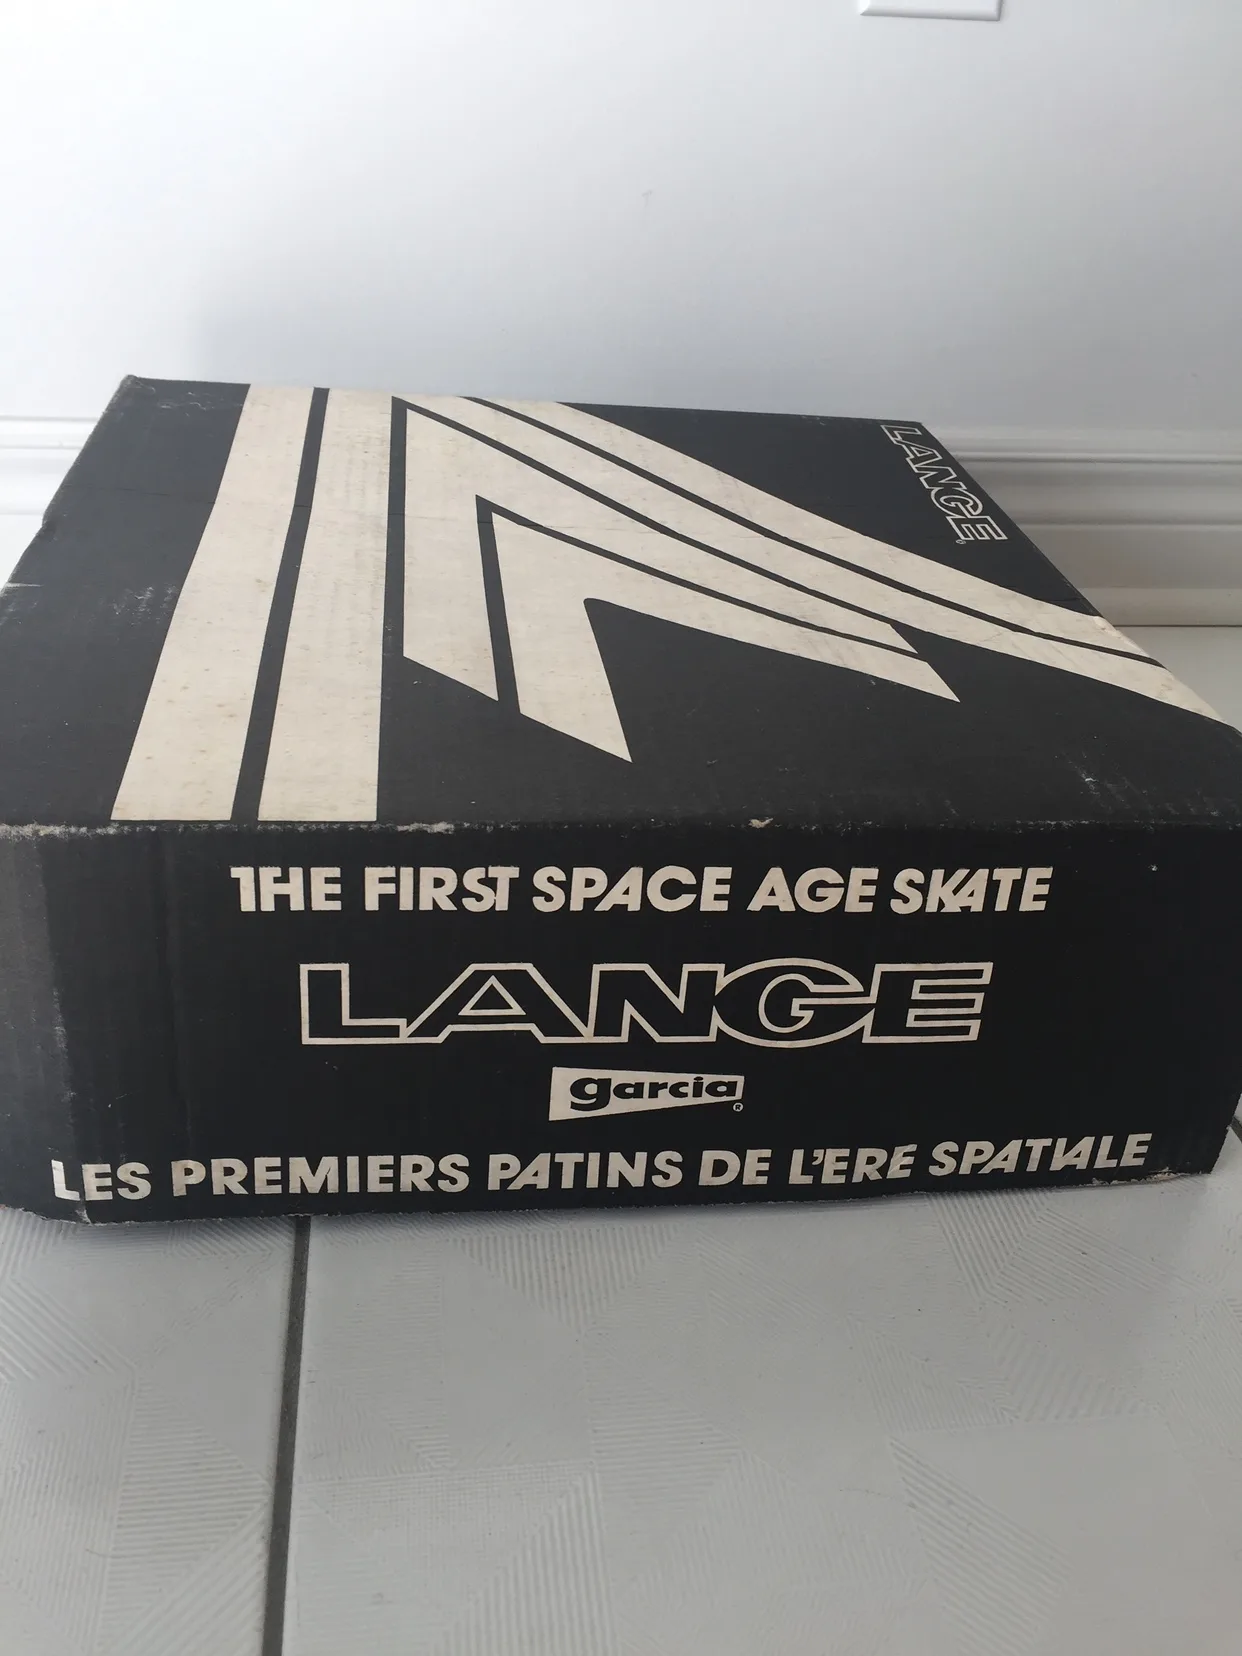 LANGE
THE FIRST SPACE AGE SKATE
LANGE
garcia®
LES PREMIERS PATINS DE L'ERE SPATIALE